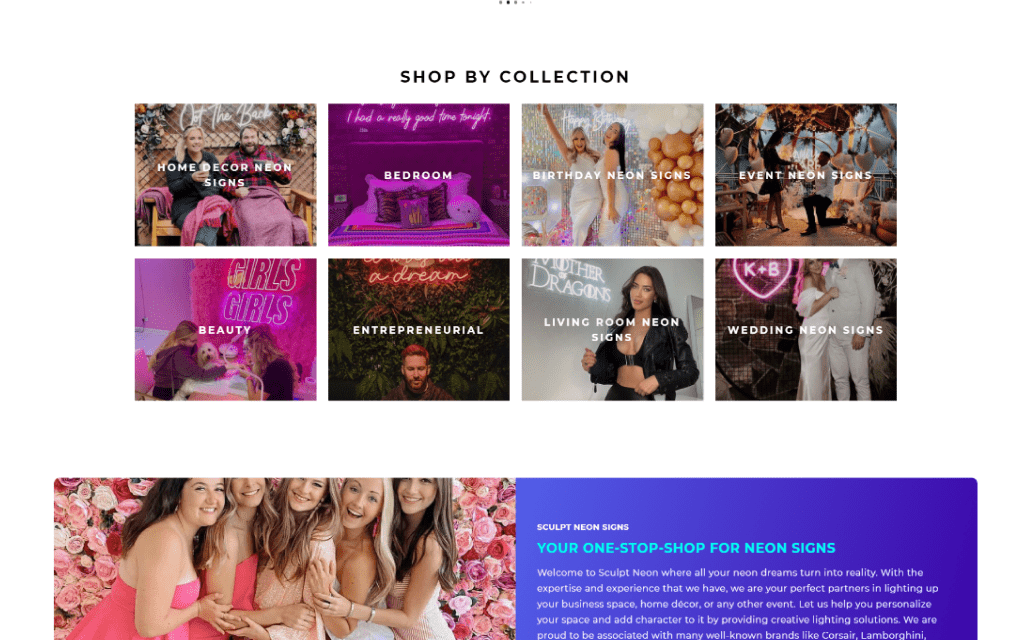 SHOP BY COLLECTION
Out The Back
HOME DECOR NEON
SIGNS
I had a really good time tonight.
BEDROOM
Happy Birthday
BIRTHDAY NEON SIGNS
EVENT NEON SIGNS
GIRLS
GIRLS
BEAUTY
a dream
ENTREPRENEURIAL
MOTHER
OF
DRAGONS
LIVING ROOM NEON
SIGNS
K+B
WEDDING NEON SIGNS
SCULPT NEON SIGNS
YOUR ONE-STOP-SHOP FOR NEON SIGNS
Welcome to Sculpt Neon where all your neon dreams turn into reality. With the
expertise and experience that we have, we are your perfect partners in lighting up
your business space, home décor, or any other event. Let us help you personalize
your space and add character to it by providing creative lighting solutions. We are
proud to be associated with many well-known brands like Corsair, Lamborghini,